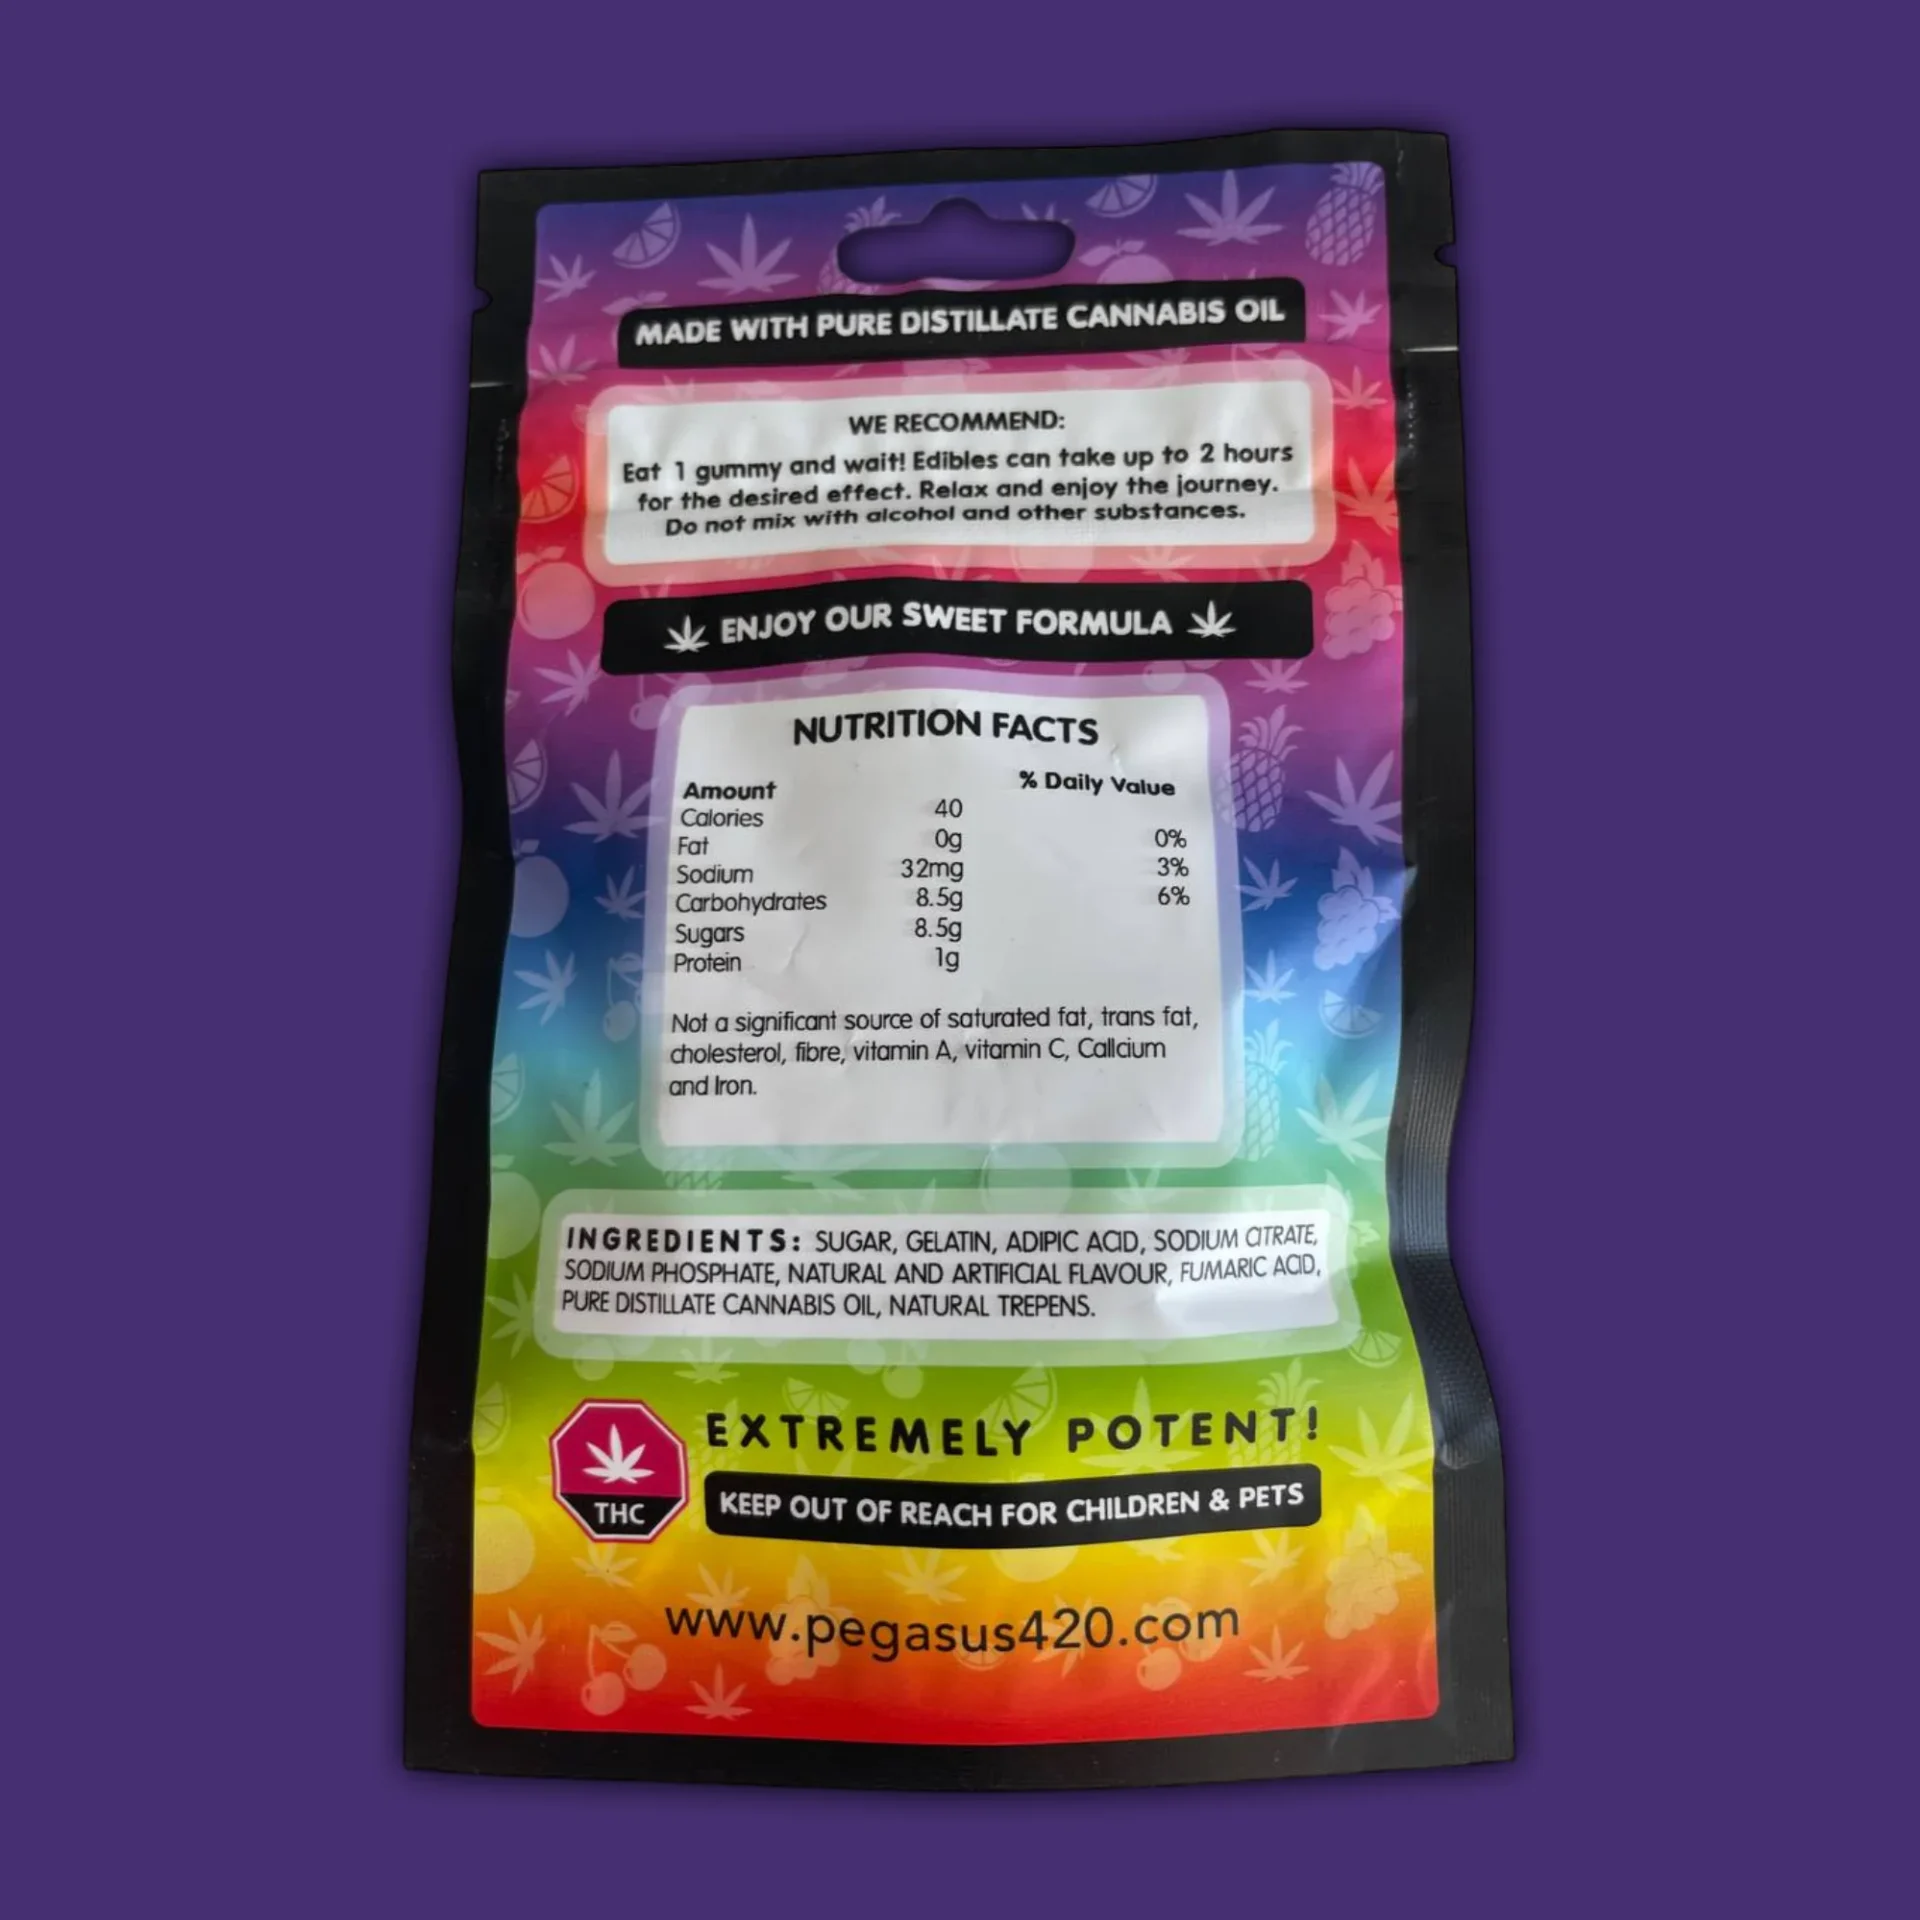 MADE WITH PURE DISTILLATE CANNABIS OIL
WE RECOMMEND:
Eat 1 gummy and wait! Edibles can take up to 2 hours
for the desired effect. Relax and enjoy the journey.
Do not mix with alcohol and other substances.
ENJOY OUR SWEET FORMULA
NUTRITION FACTS
Amount % Daily Value
Calories 40
Fat 0g 0%
Sodium 32mg 3%
Carbohydrates 8.5g 6%
Sugars 8.5g
Protein 1g
Not a significant source of saturated fat, trans fat,
cholesterol, fibre, vitamin A, vitamin C, Callcium
and Iron.
INGREDIENTS: SUGAR, GELATIN, ADIPIC ACID, SODIUM CITRATE,
SODIUM PHOSPHATE, NATURAL AND ARTIFICIAL FLAVOUR, FUMARIC ACID,
PURE DISTILLATE CANNABIS OIL, NATURAL TREPENS.
EXTREMELY POTENT!
THC
KEEP OUT OF REACH FOR CHILDREN & PETS
www.pegasus420.com